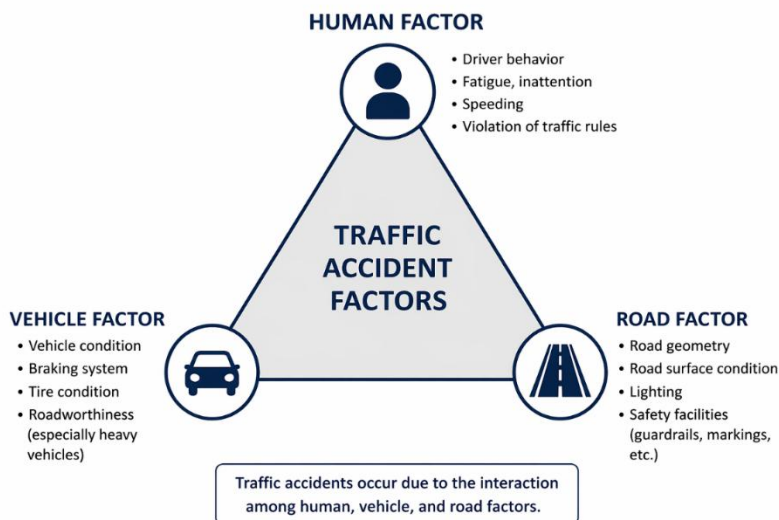 HUMAN FACTOR
• Driver behavior
• Fatigue, inattention
• Speeding
• Violation of traffic rules
TRAFFIC
ACCIDENT
FACTORS
VEHICLE FACTOR
• Vehicle condition
• Braking system
• Tire condition
• Roadworthiness
(especially heavy
vehicles)
ROAD FACTOR
• Road geometry
• Road surface condition
• Lighting
• Safety facilities
(guardrails, markings,
etc.)
Traffic accidents occur due to the interaction
among human, vehicle, and road factors.